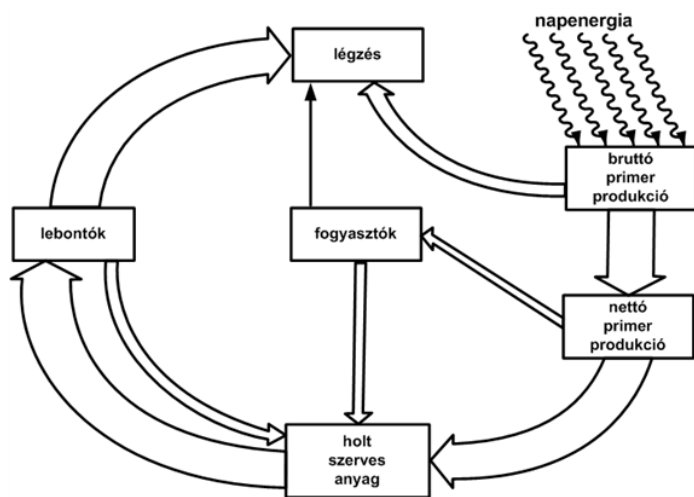 napenergia
légzés
bruttó
primer
produkció
lebontók
fogyasztók
nettó
primer
produkció
holt
szerves
anyag